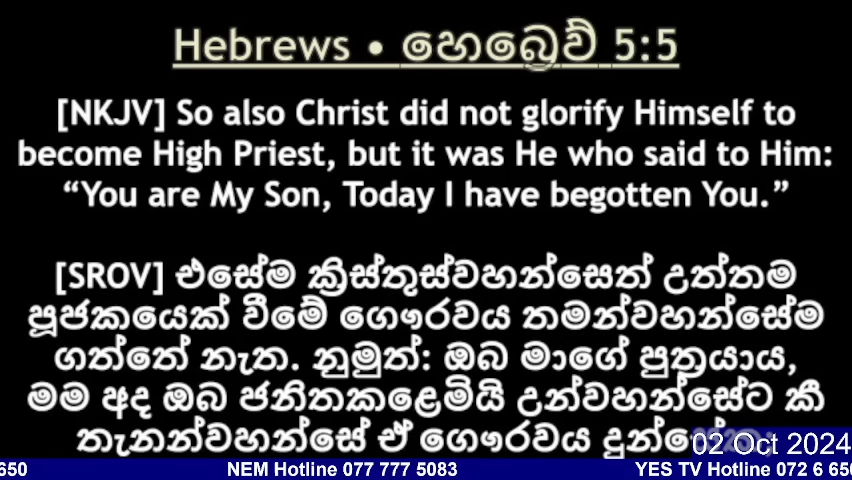 Hebrews • හෙබ්‍රෙව් 5:5
[NKJV] So also Christ did not glorify Himself to
become High Priest, but it was He who said to Him:
“You are My Son, Today I have begotten You.”
[SROV] එසේම ක්‍රිස්තුස්වහන්සෙත් උත්තම
පූජකයෙක් වීමේ ගෞරවය තමන්වහන්සේම
ගත්තේ නැත. නුමුත්: ඔබ මාගේ පුත්‍රයාය,
මම අද ඔබ ජනිතකළෙමියි උන්වහන්සේට කී
තැනන්වහන්සේ ඒ ගෞරවය
02 Oct 2024
650 NEM Hotline 077 777 5083 YES TV Hotline 072 6 650